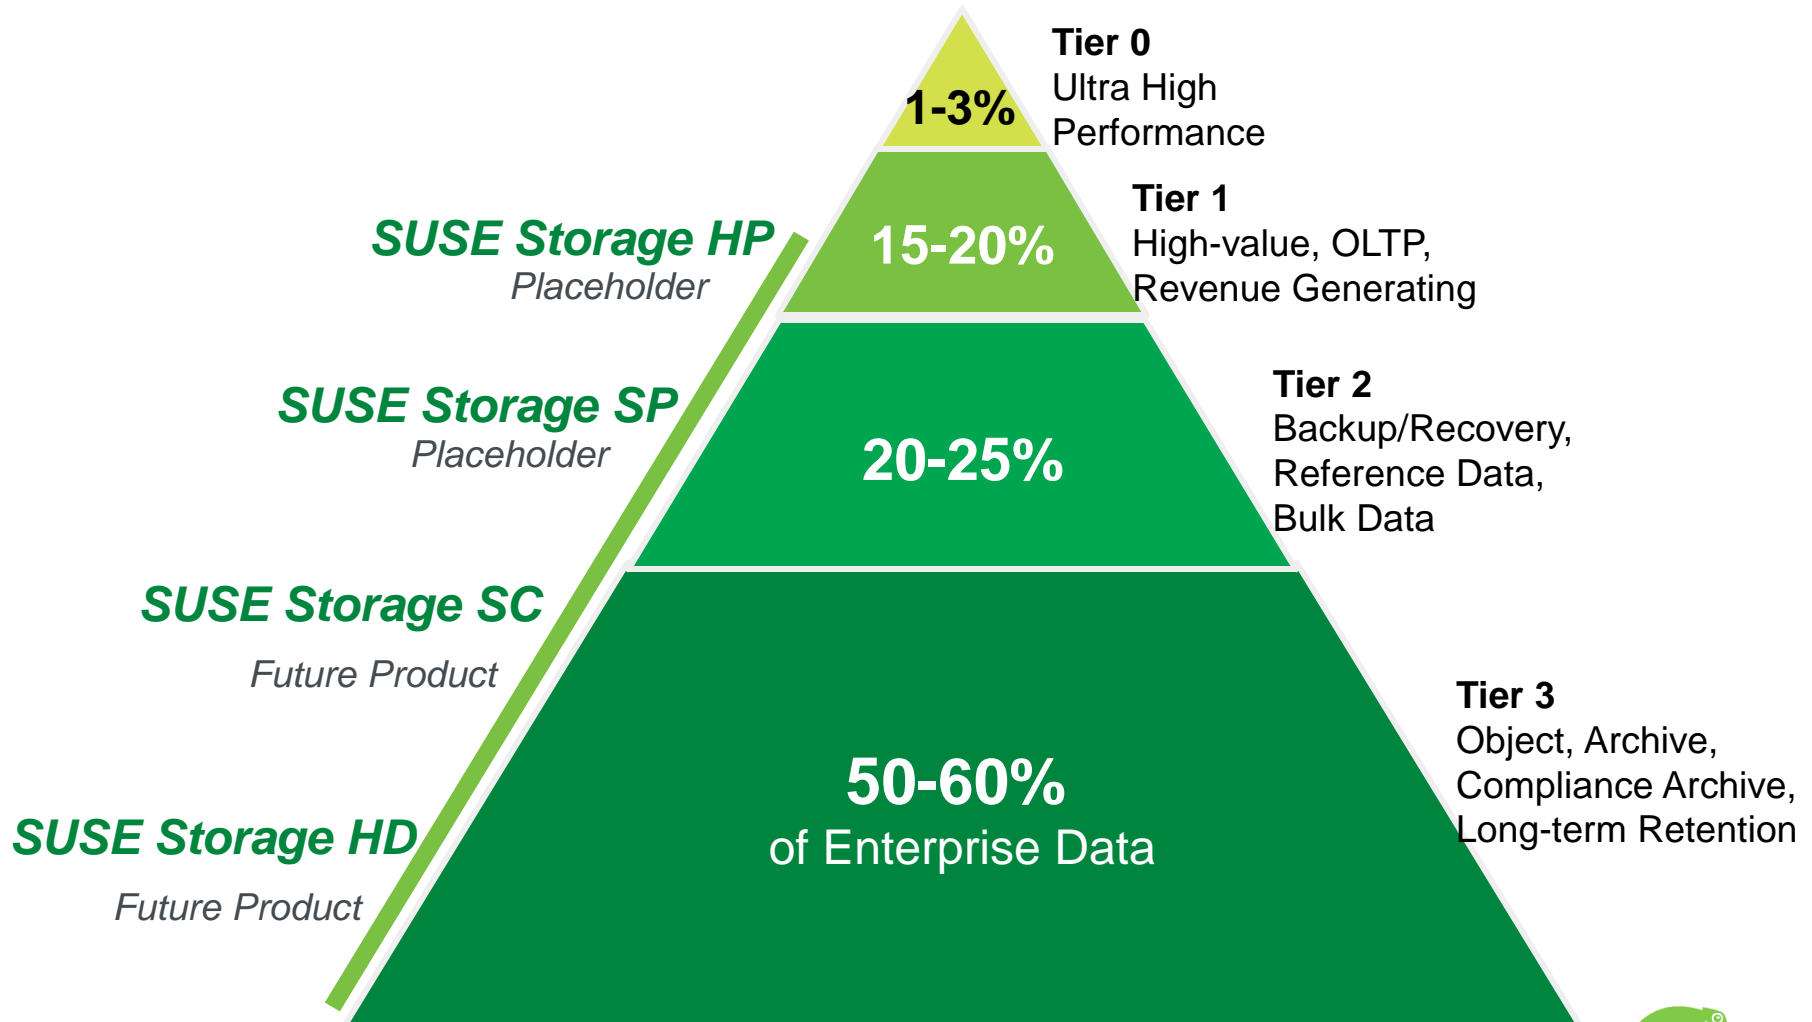 Tier 0
Ultra High
Performance
1-3%
Tier 1
High-value, OLTP,
Revenue Generating
SUSE Storage HP
Placeholder
15-20%
Tier 2
Backup/Recovery,
Reference Data,
Bulk Data
SUSE Storage SP
Placeholder
20-25%
SUSE Storage SC
Future Product
Tier 3
Object, Archive,
Compliance Archive,
Long-term Retention
50-60%
of Enterprise Data
SUSE Storage HD
Future Product